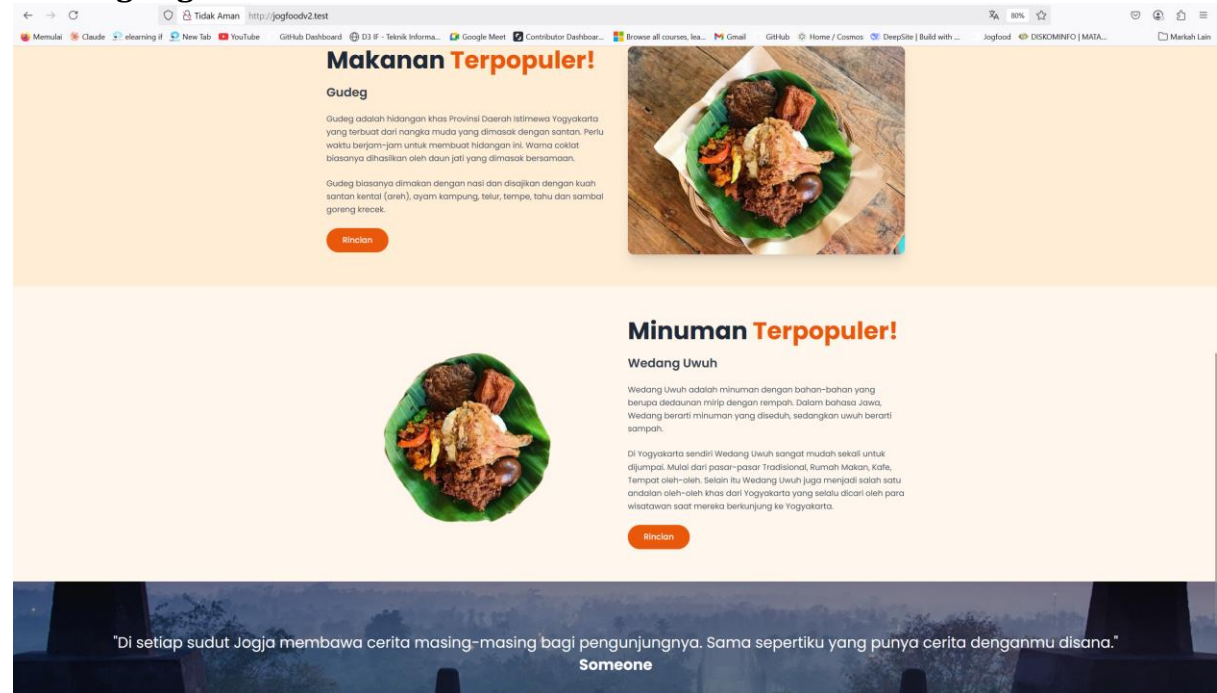 Tidak Aman http://jogfoodv2.test 80%
Memulai Claude elearning if New Tab YouTube GitHub Dashboard D3 IF - Teknik Informa... Google Meet Contributor Dashboar... Browse all courses, lea... Gmail GitHub Home / Cosmos DeepSite | Build with ... Jogfood DISKOMINFO | MATA... Markah Lain
Makanan Terpopuler!
Gudeg
Gudeg adalah hidangan khas Provinsi Daerah Istimewa Yogyakarta
yang terbuat dari nangka muda yang dimasak dengan santan. Perlu
waktu berjam-jam untuk membuat hidangan ini. Warna coklat
biasanya dihasilkan oleh daun jati yang dimasak bersamaan.
Gudeg biasanya dimakan dengan nasi dan disajikan dengan kuah
santan kental (areh), ayam kampung, telur, tempe, tahu dan sambal
goreng krecek.
Rincian
Minuman Terpopuler!
Wedang Uwuh
Wedang Uwuh adalah minuman dengan bahan-bahan yang
berupa dedaunan mirip dengan rempah. Dalam bahasa Jawa,
Wedang berarti minuman yang diseduh, sedangkan uwuh berarti
sampah.
Di Yogyakarta sendiri Wedang Uwuh sangat mudah sekali untuk
dijumpai. Mulai dari pasar-pasar Tradisional, Rumah Makan, Kafe,
Tempat oleh-oleh. Selain itu Wedang Uwuh juga menjadi salah satu
andalan oleh-oleh khas dari Yogyakarta yang selalu dicari oleh para
wisatawan saat mereka berkunjung ke Yogyakarta.
Rincian
"Di setiap sudut Jogja membawa cerita masing-masing bagi pengunjungnya. Sama sepertiku yang punya cerita denganmu disana."
Someone